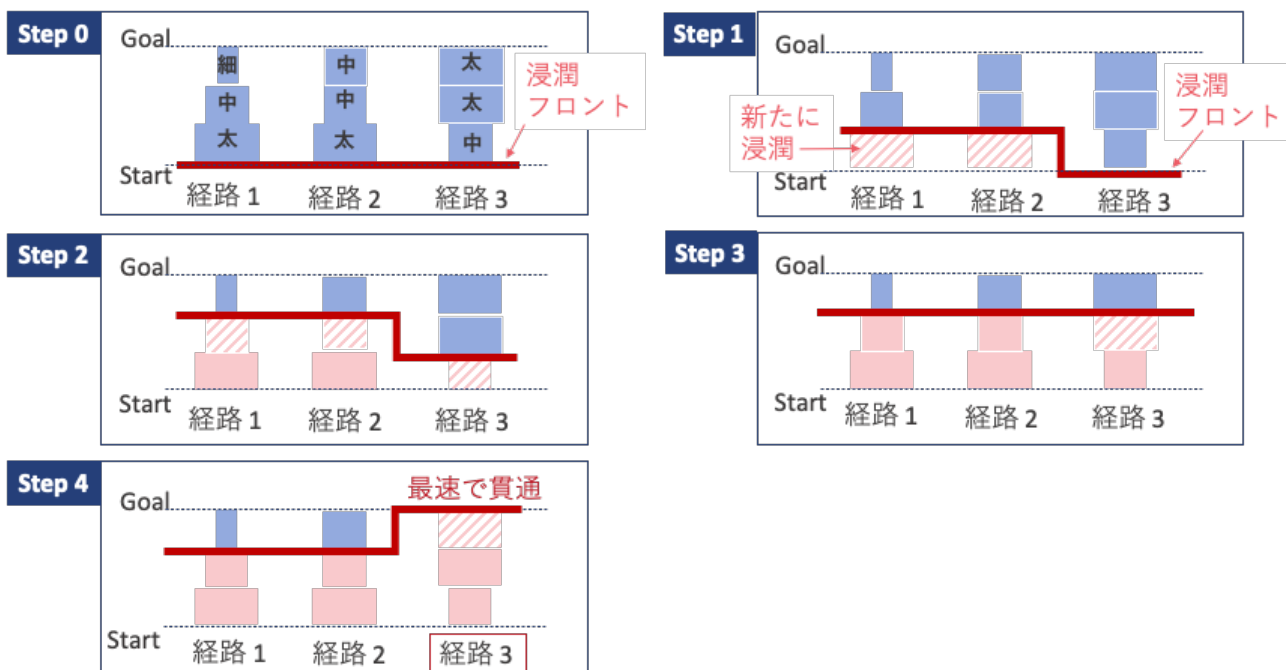 Step 0
Goal
細
中
太
中
中
太
太
太
中
浸潤
フロント
Start
経路 1
経路 2
経路 3
Step 1
Goal
新たに
浸潤
浸潤
フロント
Start
経路 1
経路 2
経路 3
Step 2
Goal
Start
経路 1
経路 2
経路 3
Step 3
Goal
Start
経路 1
経路 2
経路 3
Step 4
Goal
最速で貫通
Start
経路 1
経路 2
経路 3